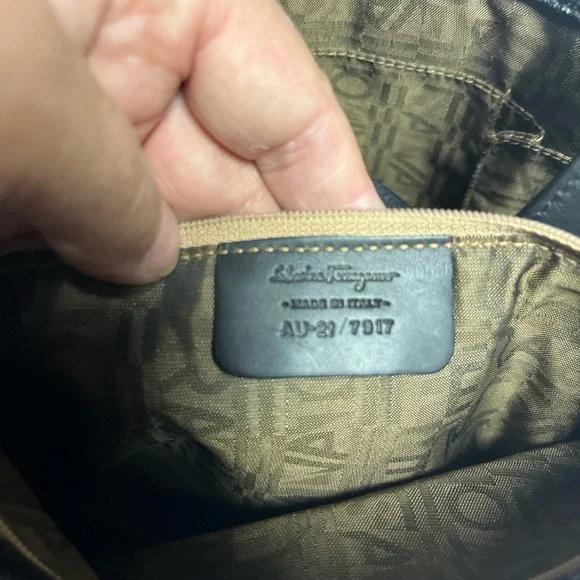 Salvatore Ferragamo
• MADE IN ITALY •
AU-21/7917